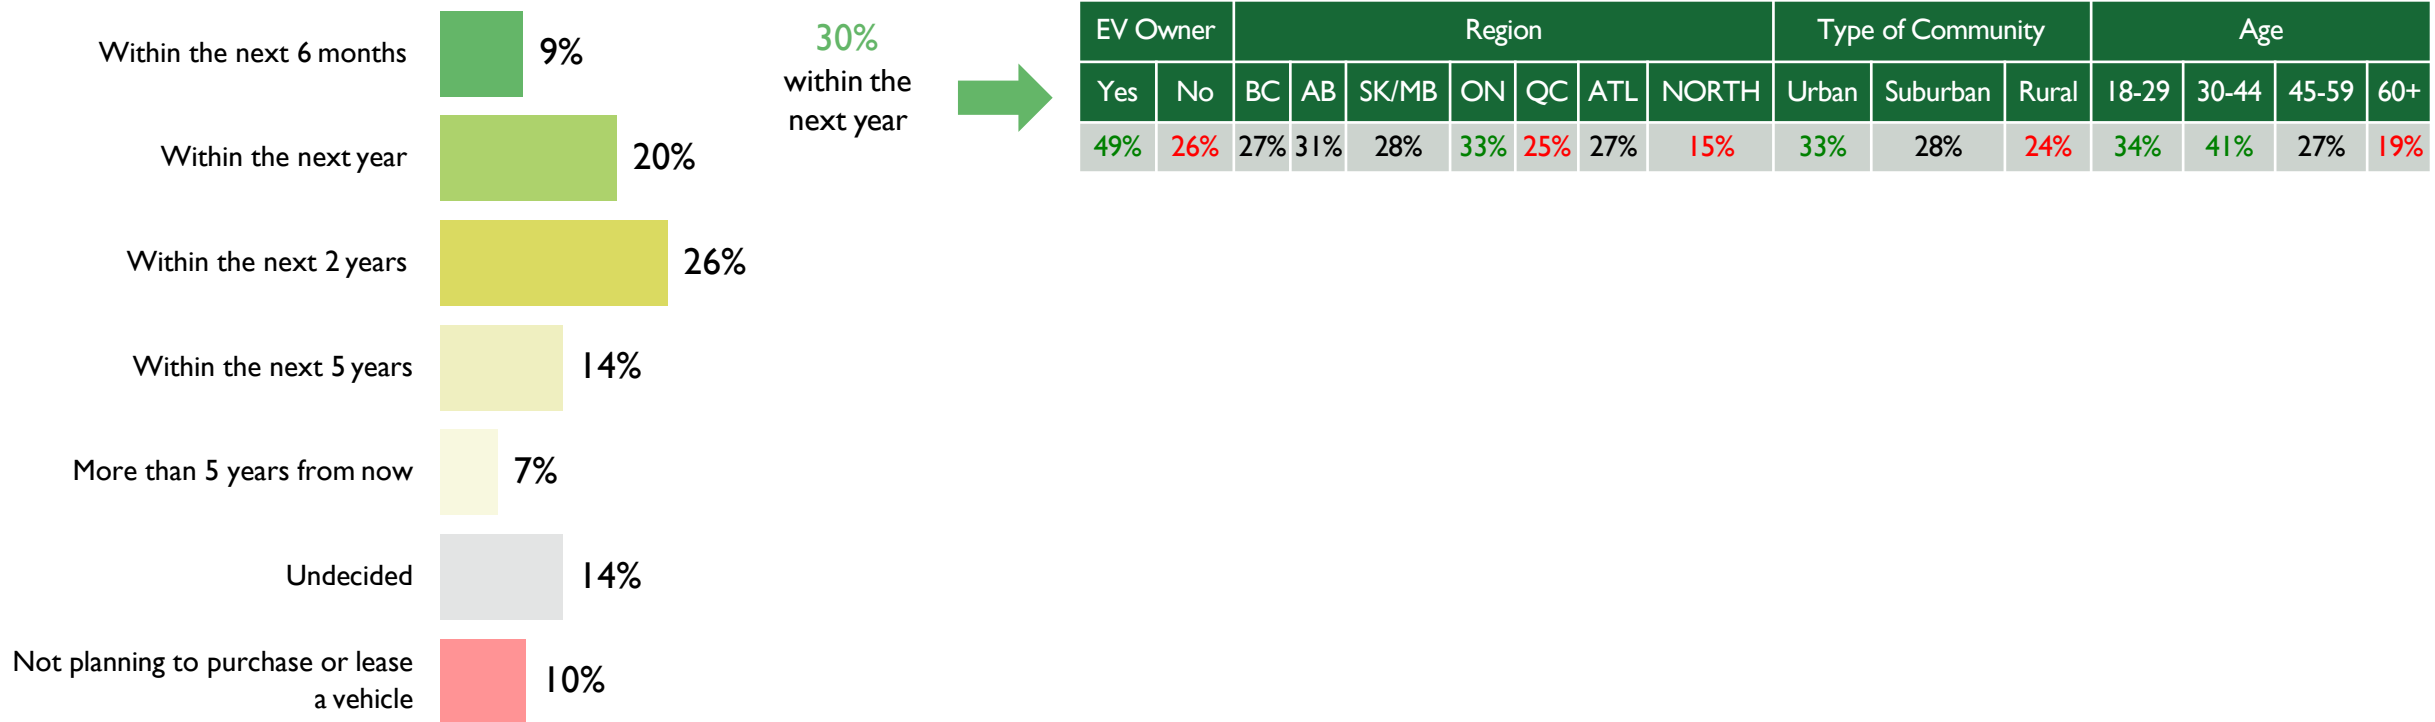 Within the next 6 months 9%
Within the next year 20%
Within the next 2 years 26%
Within the next 5 years 14%
More than 5 years from now 7%
Undecided 14%
Not planning to purchase or lease
a vehicle 10%
30%
within the
next year
EV Owner Region Type of Community Age
Yes No BC AB SK/MB ON QC ATL NORTH Urban Suburban Rural 18-29 30-44 45-59 60+
49% 26% 27% 31% 28% 33% 25% 27% 15% 33% 28% 24% 34% 41% 27% 19%